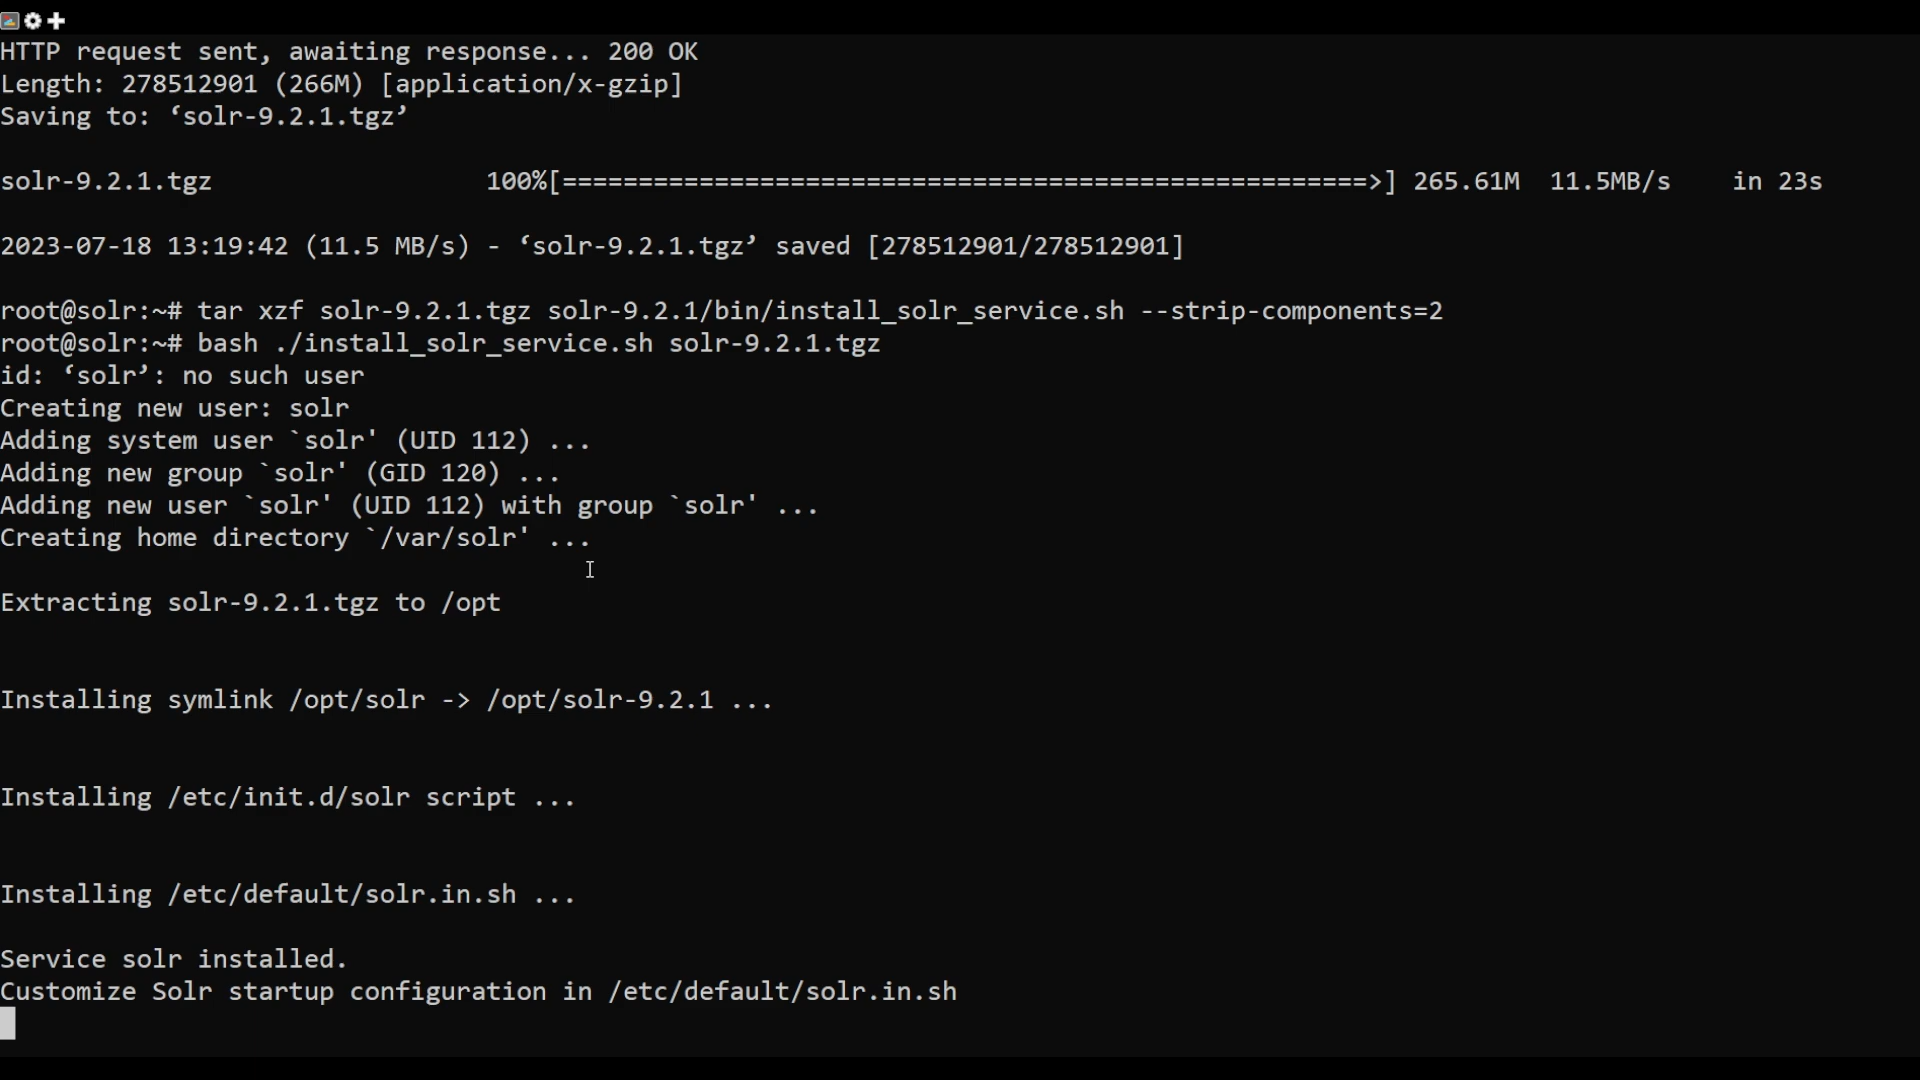 HTTP request sent, awaiting response... 200 OK
Length: 278512901 (266M) [application/x-gzip]
Saving to: ‘solr-9.2.1.tgz’
solr-9.2.1.tgz 100%[=====================================================>] 265.61M 11.5MB/s in 23s
2023-07-18 13:19:42 (11.5 MB/s) - ‘solr-9.2.1.tgz’ saved [278512901/278512901]
root@solr:~# tar xzf solr-9.2.1.tgz solr-9.2.1/bin/install_solr_service.sh --strip-components=2
root@solr:~# bash ./install_solr_service.sh solr-9.2.1.tgz
id: ‘solr’: no such user
Creating new user: solr
Adding system user `solr' (UID 112) ...
Adding new group `solr' (GID 120) ...
Adding new user `solr' (UID 112) with group `solr' ...
Creating home directory `/var/solr' ...
Extracting solr-9.2.1.tgz to /opt
Installing symlink /opt/solr -> /opt/solr-9.2.1 ...
Installing /etc/init.d/solr script ...
Installing /etc/default/solr.in.sh ...
Service solr installed.
Customize Solr startup configuration in /etc/default/solr.in.sh